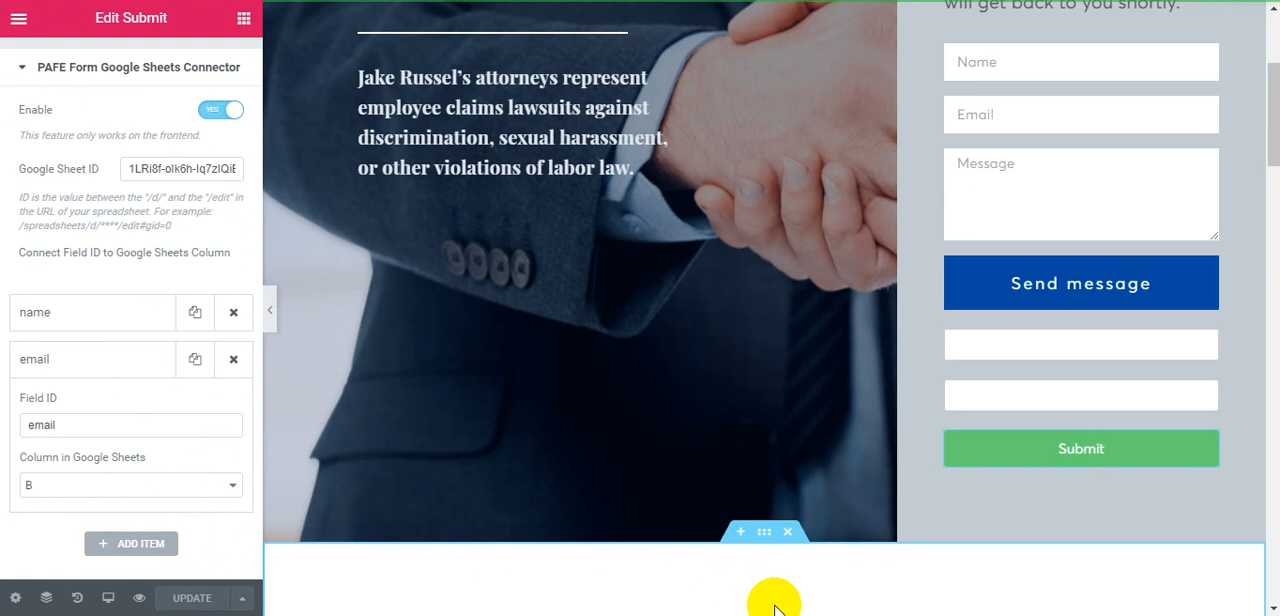 Edit Submit
PAFE Form Google Sheets Connector
Enable
YES
This feature only works on the frontend.
Google Sheet ID
ID is the value between the "/d/" and the "/edit" in
the URL of your spreadsheet. For example:
/spreadsheets/d/****/edit#gid=0
Connect Field ID to Google Sheets Column
name
email
Field ID
email
Column in Google Sheets
B
+ ADD ITEM
UPDATE
Jake Russel's attorneys represent
employee claims lawsuits against
discrimination, sexual harassment,
or other violations of labor law.
will get back to you shortly.
Name
Email
Message
Send message
Submit